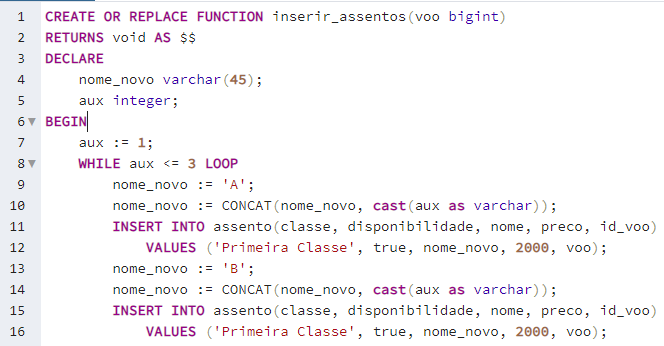 1 CREATE OR REPLACE FUNCTION inserir_assentos(voo bigint)
2 RETURNS void AS $$
3 DECLARE
4 nome_novo varchar(45);
5 aux integer;
6 BEGIN
7 aux := 1;
8 WHILE aux <= 3 LOOP
9 nome_novo := 'A';
10 nome_novo := CONCAT(nome_novo, cast(aux as varchar));
11 INSERT INTO assento(classe, disponibilidade, nome, preco, id_voo)
12 VALUES ('Primeira Classe', true, nome_novo, 2000, voo);
13 nome_novo := 'B';
14 nome_novo := CONCAT(nome_novo, cast(aux as varchar));
15 INSERT INTO assento(classe, disponibilidade, nome, preco, id_voo)
16 VALUES ('Primeira Classe', true, nome_novo, 2000, voo);